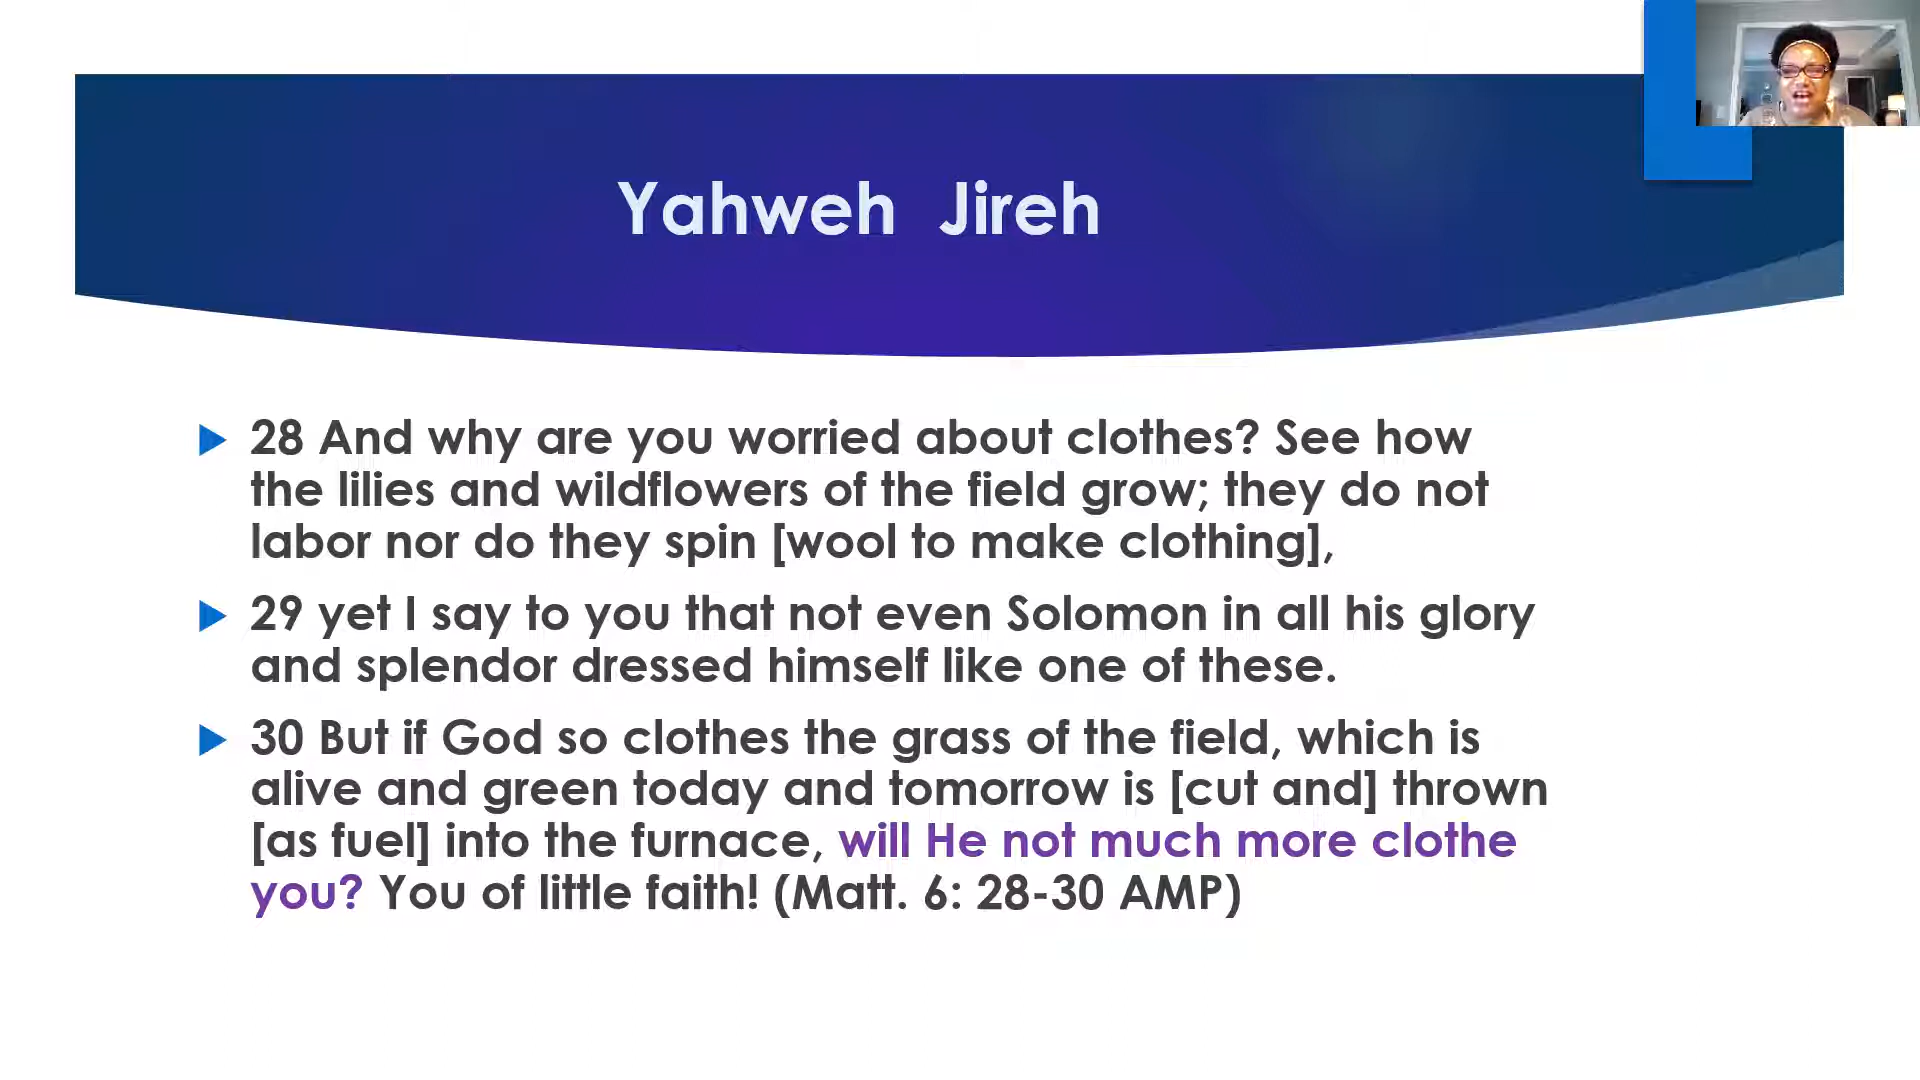 Yahweh Jireh
28 And why are you worried about clothes? See how
the lilies and wildflowers of the field grow; they do not
labor nor do they spin [wool to make clothing],
29 yet I say to you that not even Solomon in all his glory
and splendor dressed himself like one of these.
30 But if God so clothes the grass of the field, which is
alive and green today and tomorrow is [cut and] thrown
[as fuel] into the furnace, will He not much more clothe
you? You of little faith! (Matt. 6: 28-30 AMP)